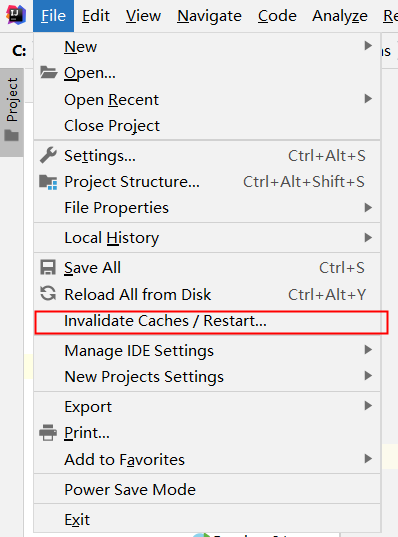 File Edit View Navigate Code Analyze
C:
Project
New
Open...
Open Recent
Close Project
Settings... Ctrl+Alt+S
Project Structure... Ctrl+Alt+Shift+S
File Properties
Local History
Save All Ctrl+S
Reload All from Disk Ctrl+Alt+Y
Invalidate Caches / Restart...
Manage IDE Settings
New Projects Settings
Export
Print...
Add to Favorites
Power Save Mode
Exit